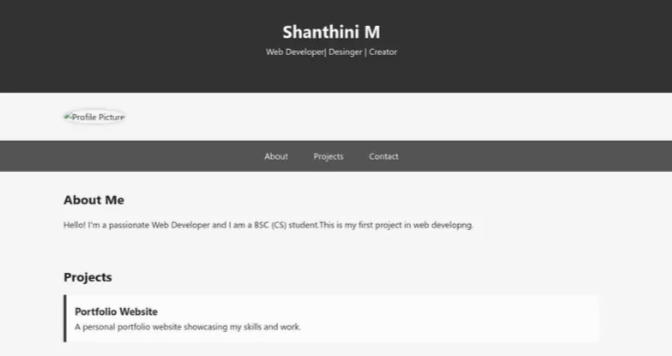 Shanthini M
Web Developer| Desinger | Creator
Profile Picture
About Projects Contact
About Me
Hello! I'm a passionate Web Developer and I am a BSC (CS) student.This is my first project in web developng.
Projects
Portfolio Website
A personal portfolio website showcasing my skills and work.